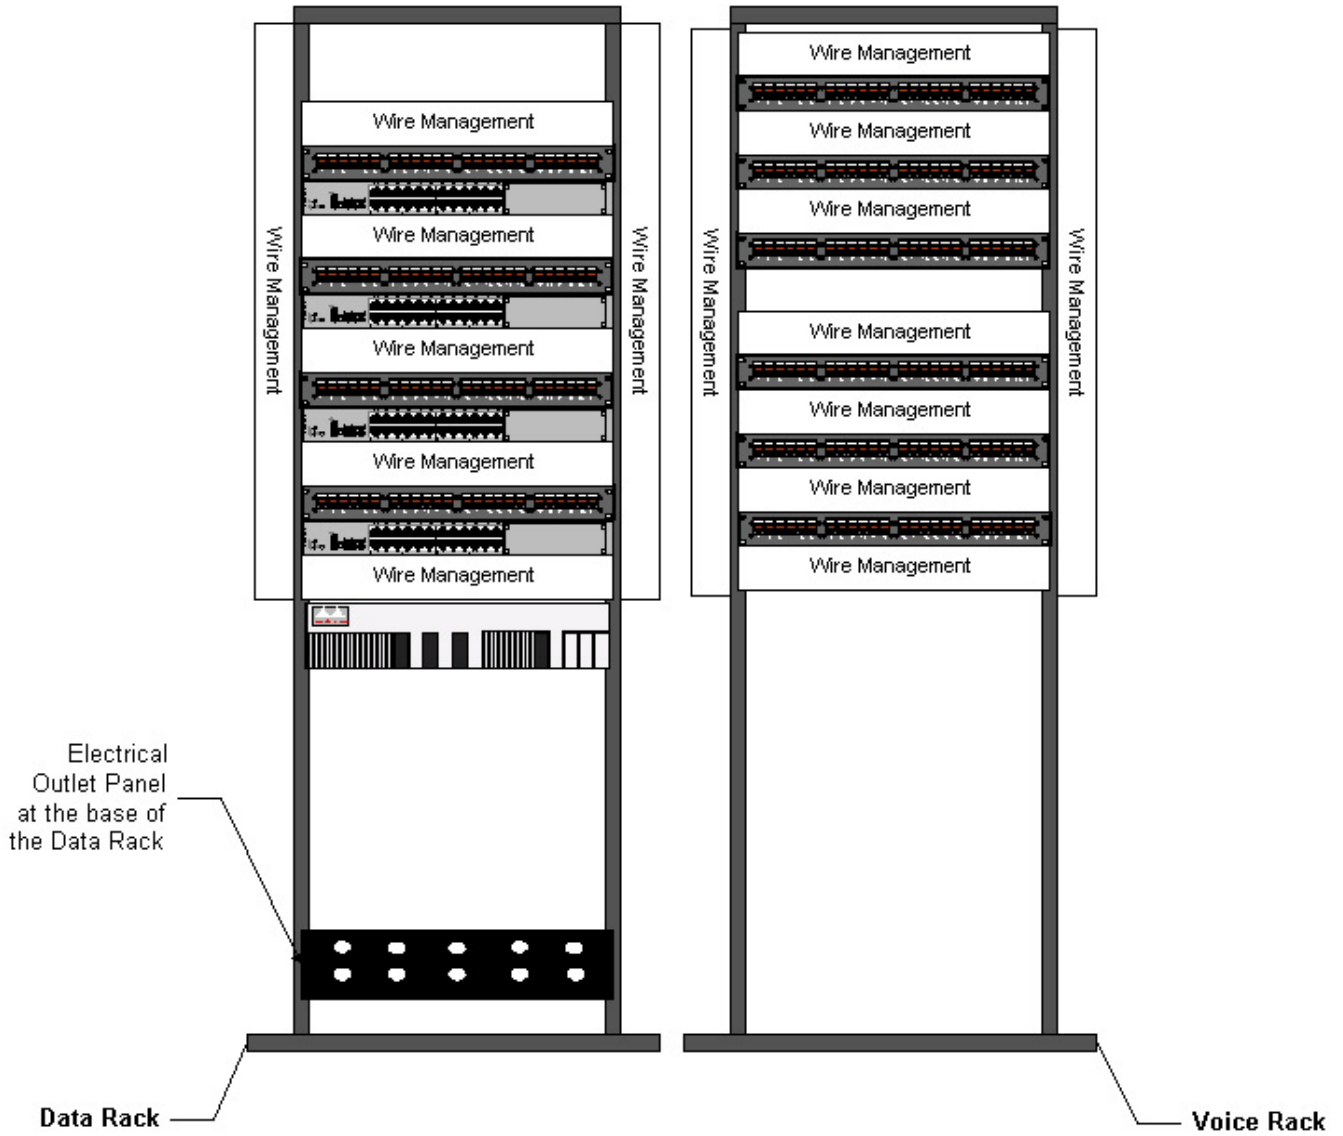 Wire Management
Wire Management
Wire Management
Wire Management
Wire Management
Wire Management
Wire Management
Electrical
Outlet Panel
at the base of
the Data Rack
Data Rack
Wire Management
Wire Management
Wire Management
Wire Management
Wire Management
Wire Management
Wire Management
Wire Management
Wire Management
Voice Rack